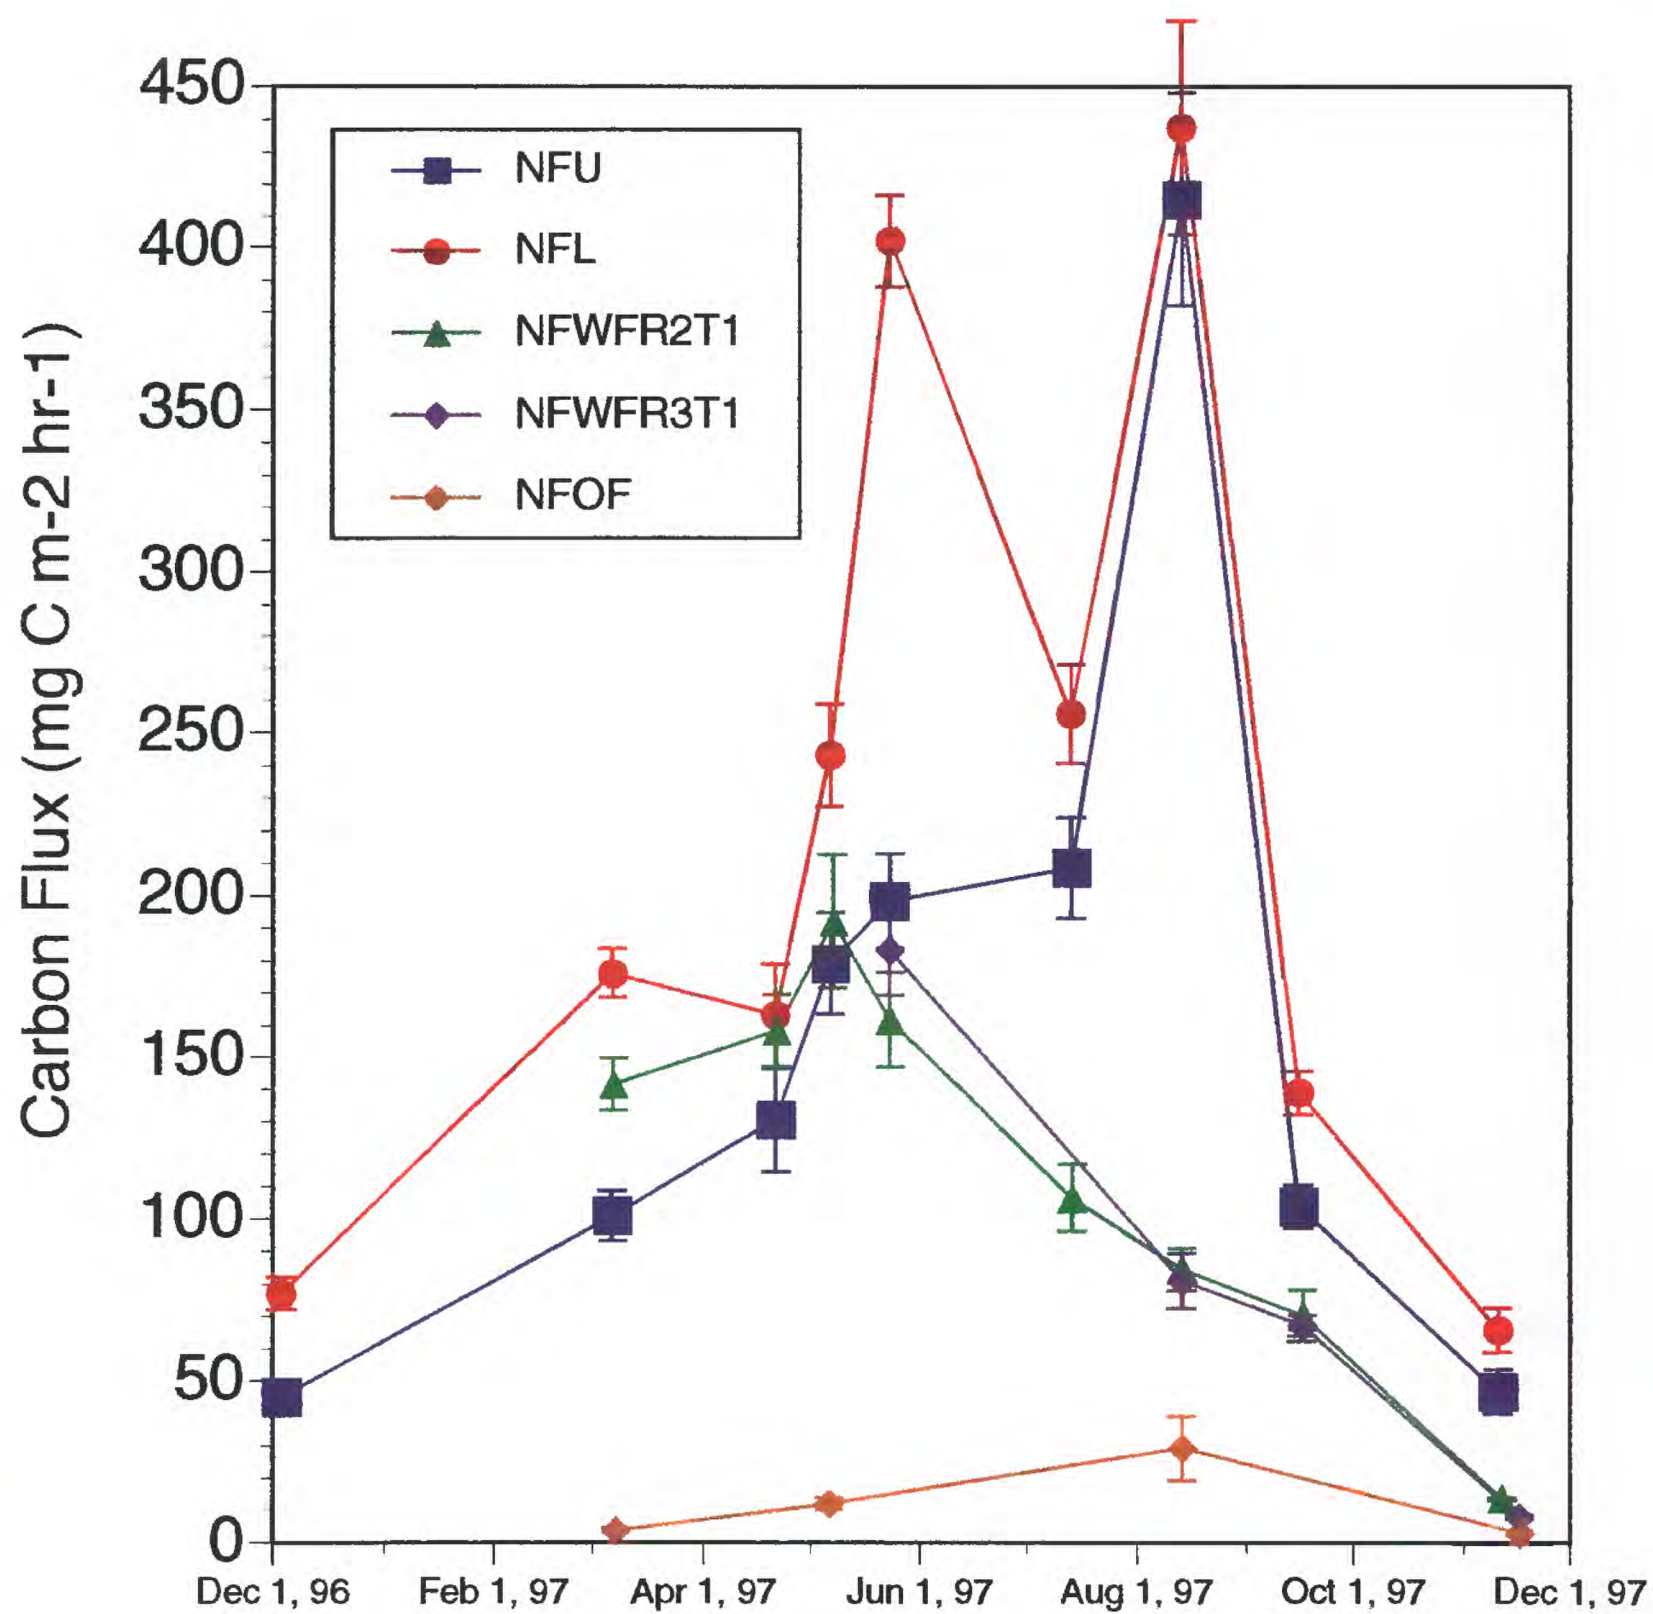 Carbon Flux (mg C m-2 hr-1)
450
400
350
300
250
200
150
100
50
0
NFU
NFL
NFWFR2T1
NFWFR3T1
NFOF
Dec 1, 96
Feb 1, 97
Apr 1, 97
Jun 1, 97
Aug 1, 97
Oct 1, 97
Dec 1, 97